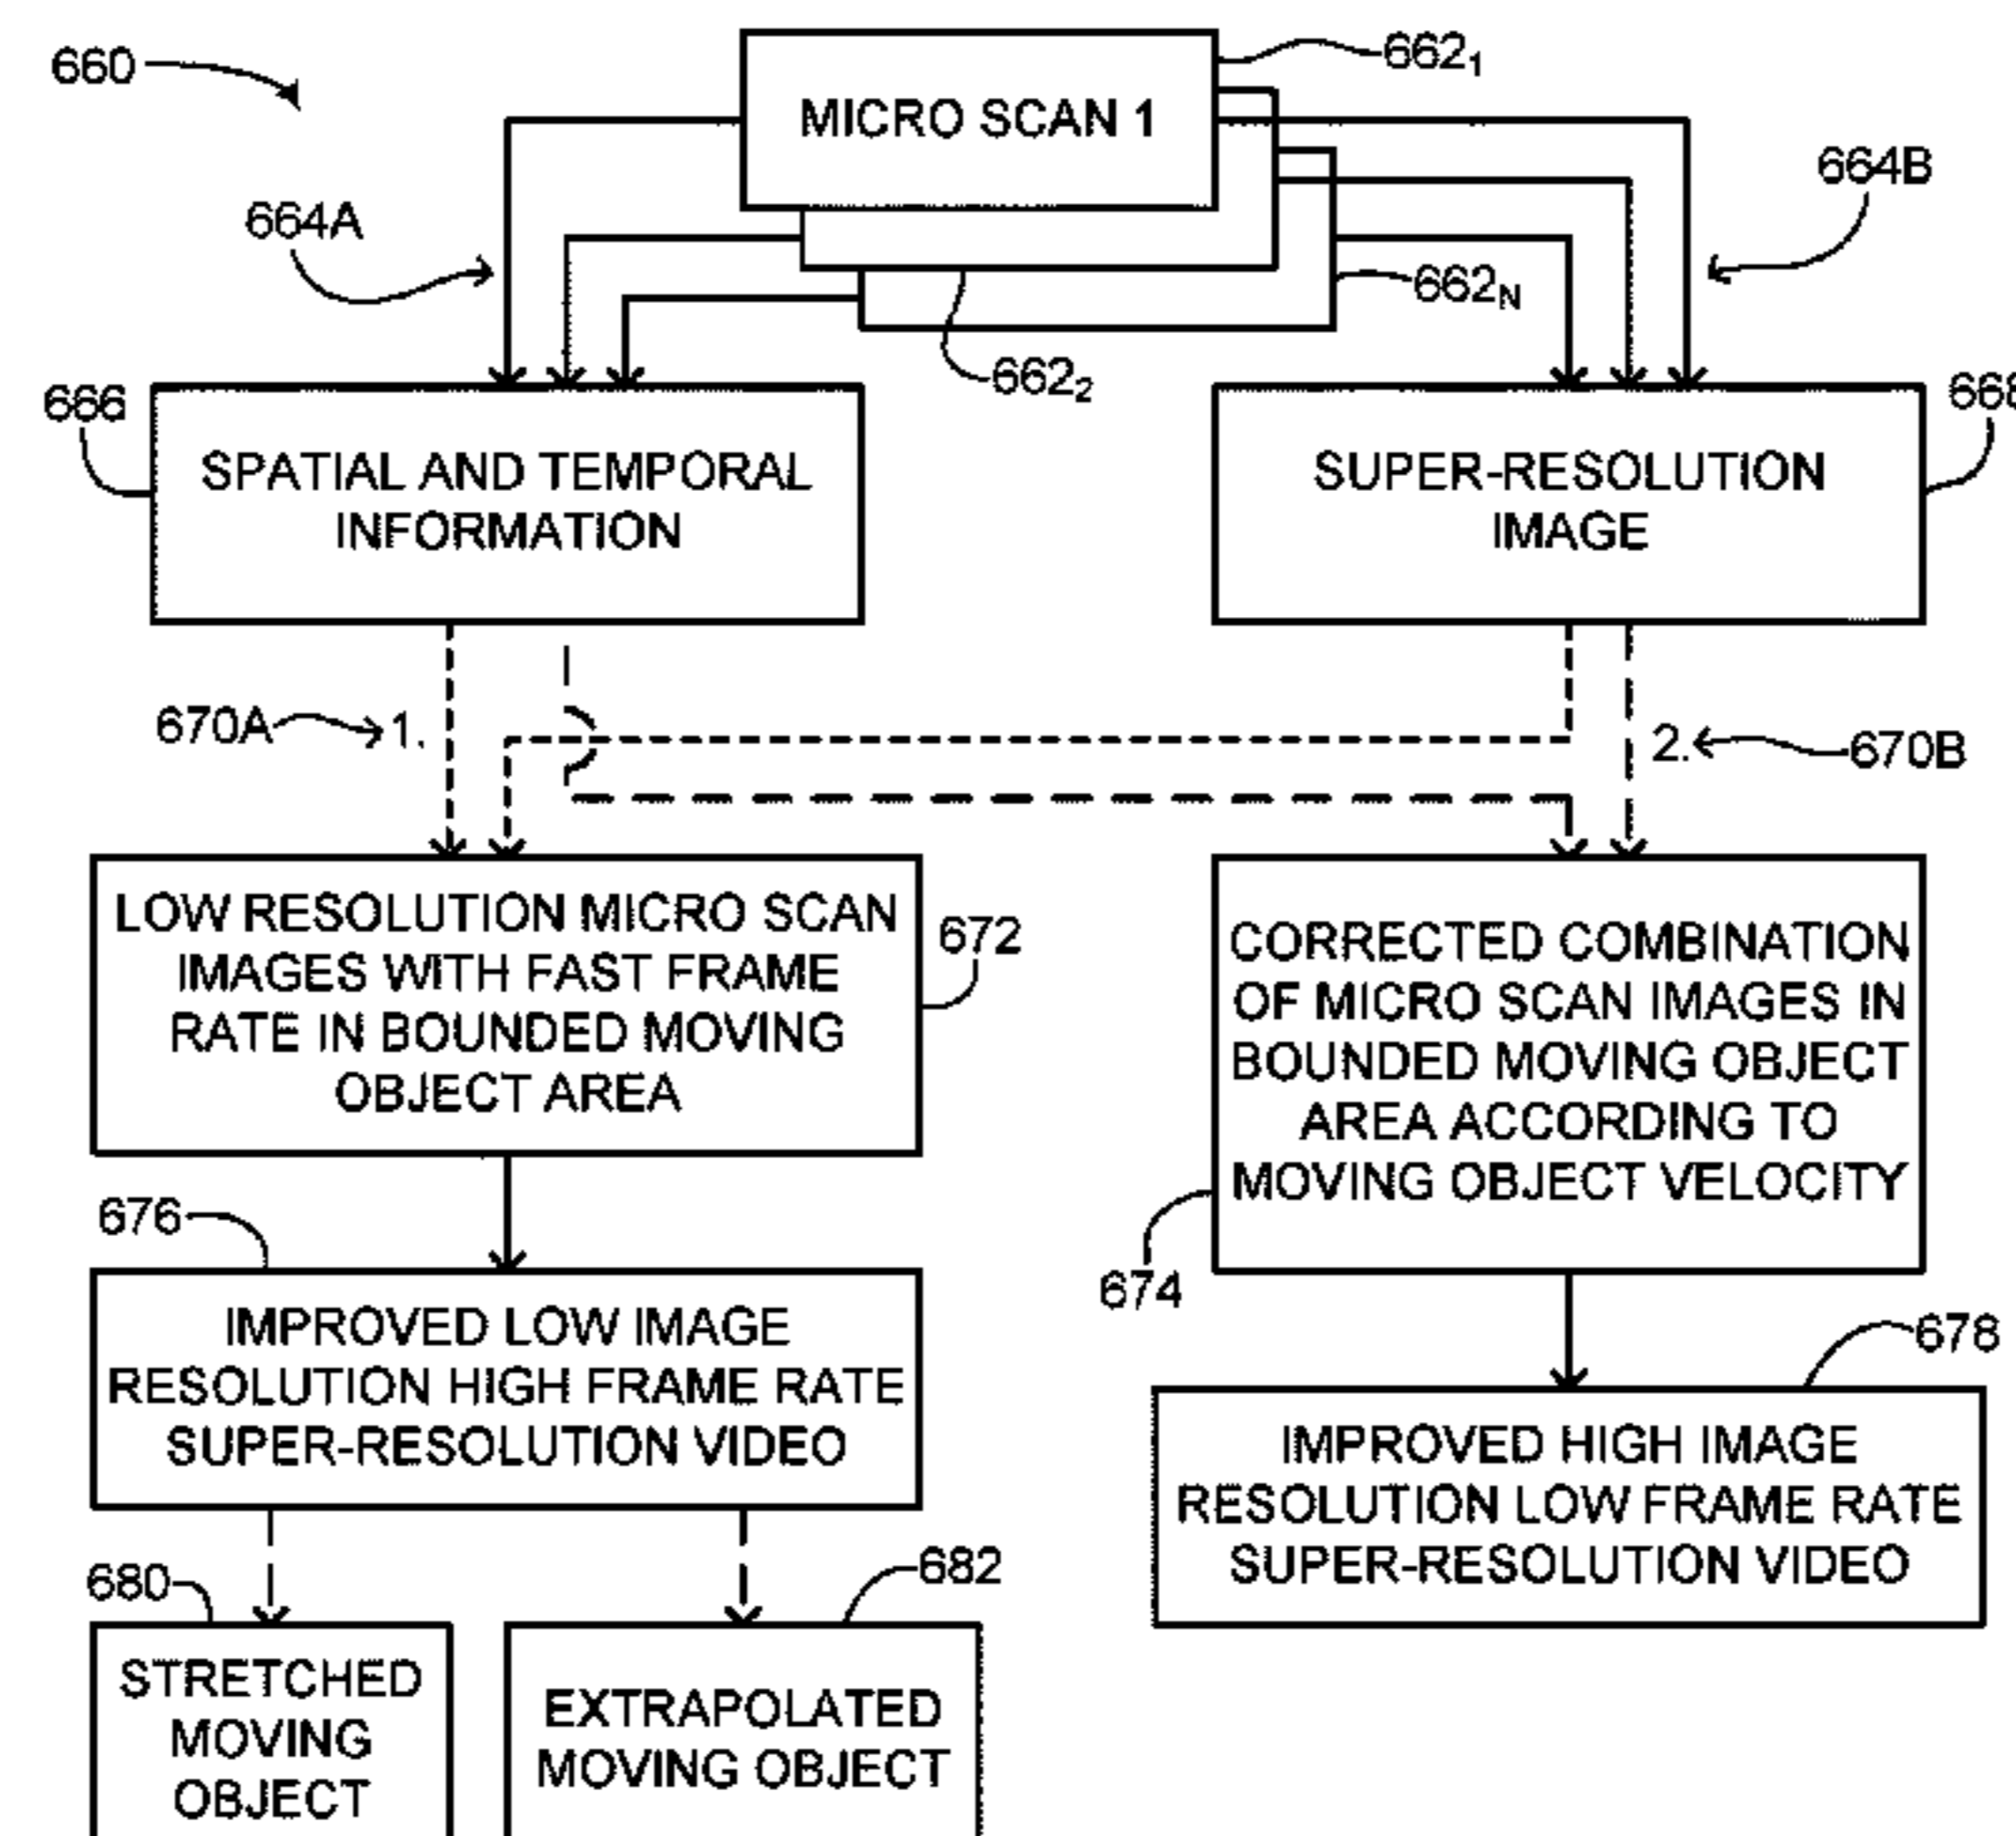 660
MICRO SCAN 1
662₁
664A
664B
662N
662₂
666
SPATIAL AND TEMPORAL
INFORMATION
SUPER-RESOLUTION
IMAGE
668
670A
1.
2.
670B
LOW RESOLUTION MICRO SCAN
IMAGES WITH FAST FRAME
RATE IN BOUNDED MOVING
OBJECT AREA
672
CORRECTED COMBINATION
OF MICRO SCAN IMAGES IN
BOUNDED MOVING OBJECT
AREA ACCORDING TO
MOVING OBJECT VELOCITY
674
676
IMPROVED LOW IMAGE
RESOLUTION HIGH FRAME RATE
SUPER-RESOLUTION VIDEO
678
IMPROVED HIGH IMAGE
RESOLUTION LOW FRAME RATE
SUPER-RESOLUTION VIDEO
680
STRETCHED
MOVING
OBJECT
682
EXTRAPOLATED
MOVING OBJECT